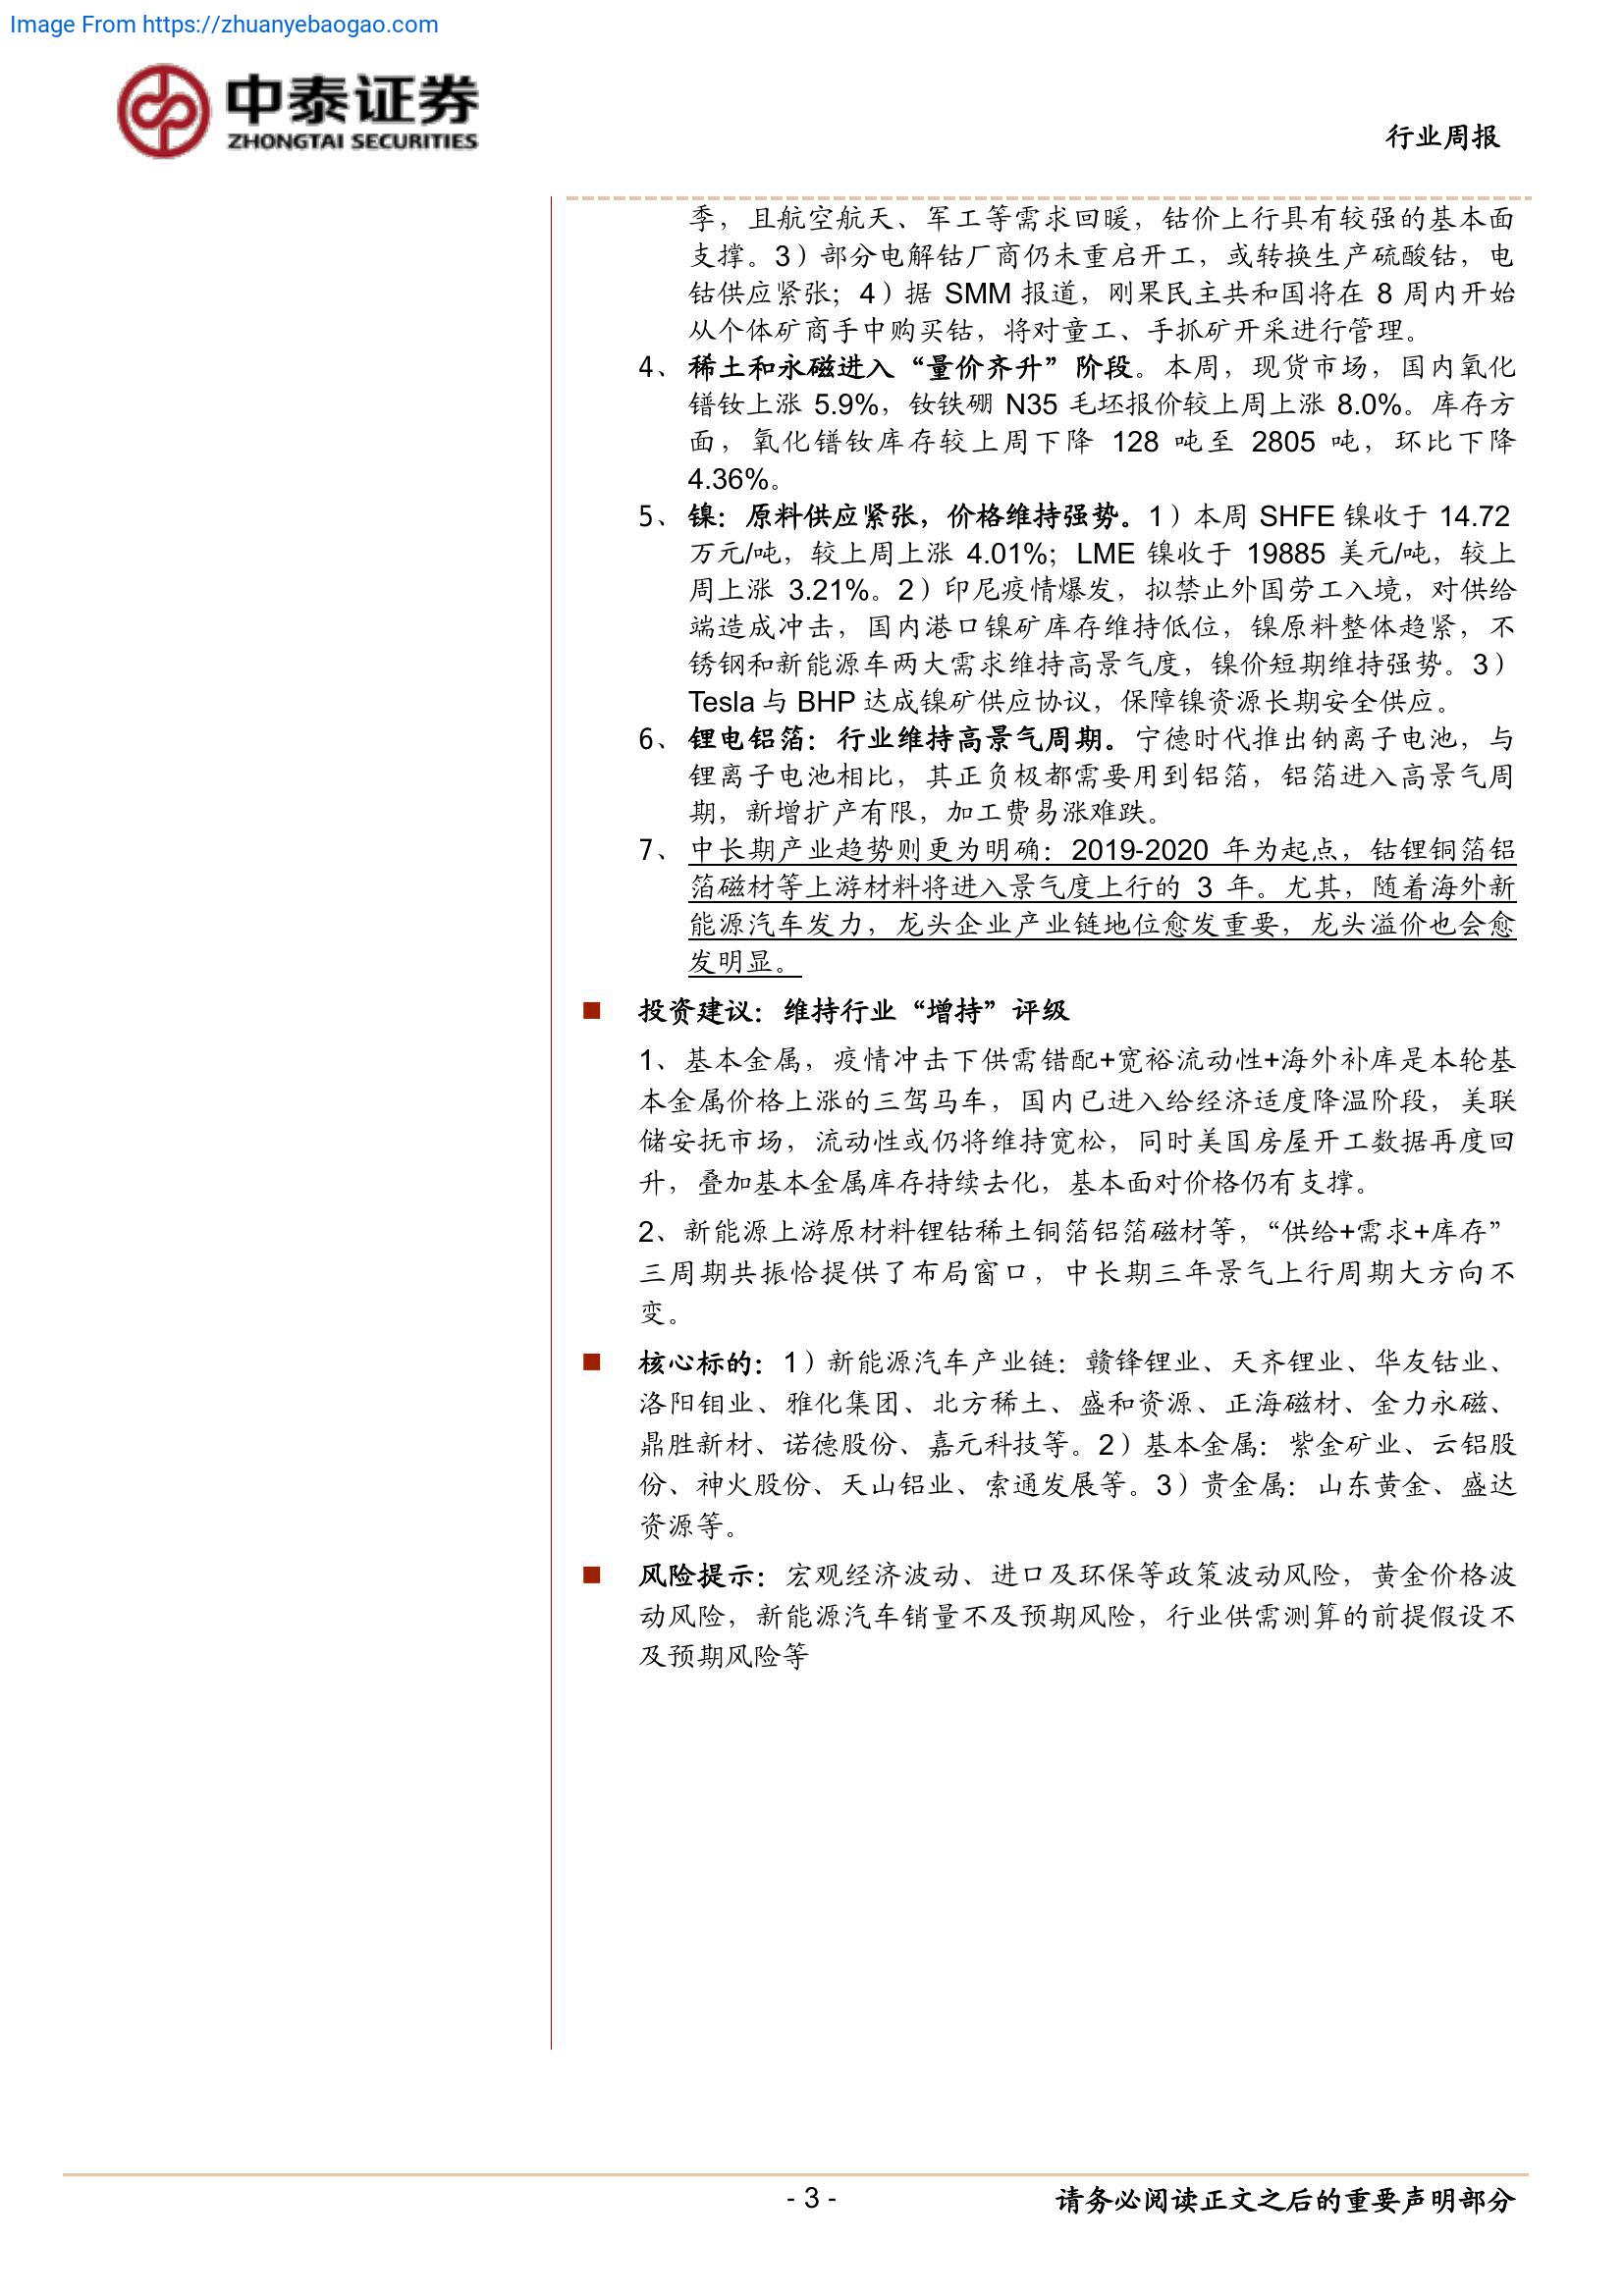 Image From https://zhuanyebaogao.com
中泰证券
ZHONGTAI SECURITIES
行业周报
季，且航空航天、军工等需求回暖，钴价上行具有较强的基本面
支撑。3）部分电解钴厂商仍未重启开工，或转换生产硫酸钴，电
钴供应紧张；4）据 SMM 报道，刚果民主共和国将在 8 周内开始
从个体矿商手中购买钴，将对童工、手抓矿开采进行管理。
4、稀土和永磁进入“量价齐升”阶段。本周，现货市场，国内氧化
镨钕上涨 5.9%，钕铁硼 N35 毛坯报价较上周上涨 8.0%。库存方
面，氧化镨钕库存较上周下降 128 吨至 2805 吨，环比下降
4.36%。
5、镍：原料供应紧张，价格维持强势。1）本周 SHFE 镍收于 14.72
万元/吨，较上周上涨 4.01%；LME 镍收于 19885 美元/吨，较上
周上涨 3.21%。2）印尼疫情爆发，拟禁止外国劳工入境，对供给
端造成冲击，国内港口镍矿库存维持低位，镍原料整体趋紧，不
锈钢和新能源车两大需求维持高景气度，镍价短期维持强势。3）
Tesla 与 BHP 达成镍矿供应协议，保障镍资源长期安全供应。
6、锂电铝箔：行业维持高景气周期。宁德时代推出钠离子电池，与
锂离子电池相比，其正负极都需要用到铝箔，铝箔进入高景气周
期，新增扩产有限，加工费易涨难跌。
7、中长期产业趋势则更为明确：2019-2020 年为起点，钴锂铜箔铝
箔磁材等上游材料将进入景气度上行的 3 年。尤其，随着海外新
能源汽车发力，龙头企业产业链地位愈发重要，龙头溢价也会愈
发明显。
投资建议：维持行业“增持”评级
1、基本金属，疫情冲击下供需错配+宽裕流动性+海外补库是本轮基
本金属价格上涨的三驾马车，国内已进入给经济适度降温阶段，美联
储安抚市场，流动性或仍将维持宽松，同时美国房屋开工数据再度回
升，叠加基本金属库存持续去化，基本面对价格仍有支撑。
2、新能源上游原材料锂钴稀土铜箔铝箔磁材等，“供给+需求+库存”
三周期共振恰提供了布局窗口，中长期三年景气上行周期大方向不
变。
核心标的：1）新能源汽车产业链：赣锋锂业、天齐锂业、华友钴业、
洛阳钼业、雅化集团、北方稀土、盛和资源、正海磁材、金力永磁、
鼎胜新材、诺德股份、嘉元科技等。2）基本金属：紫金矿业、云铝股
份、神火股份、天山铝业、索通发展等。3）贵金属：山东黄金、盛达
资源等。
风险提示：宏观经济波动、进口及环保等政策波动风险，黄金价格波
动风险，新能源汽车销量不及预期风险，行业供需测算的前提假设不
及预期风险等
- 3 -
请务必阅读正文之后的重要声明部分